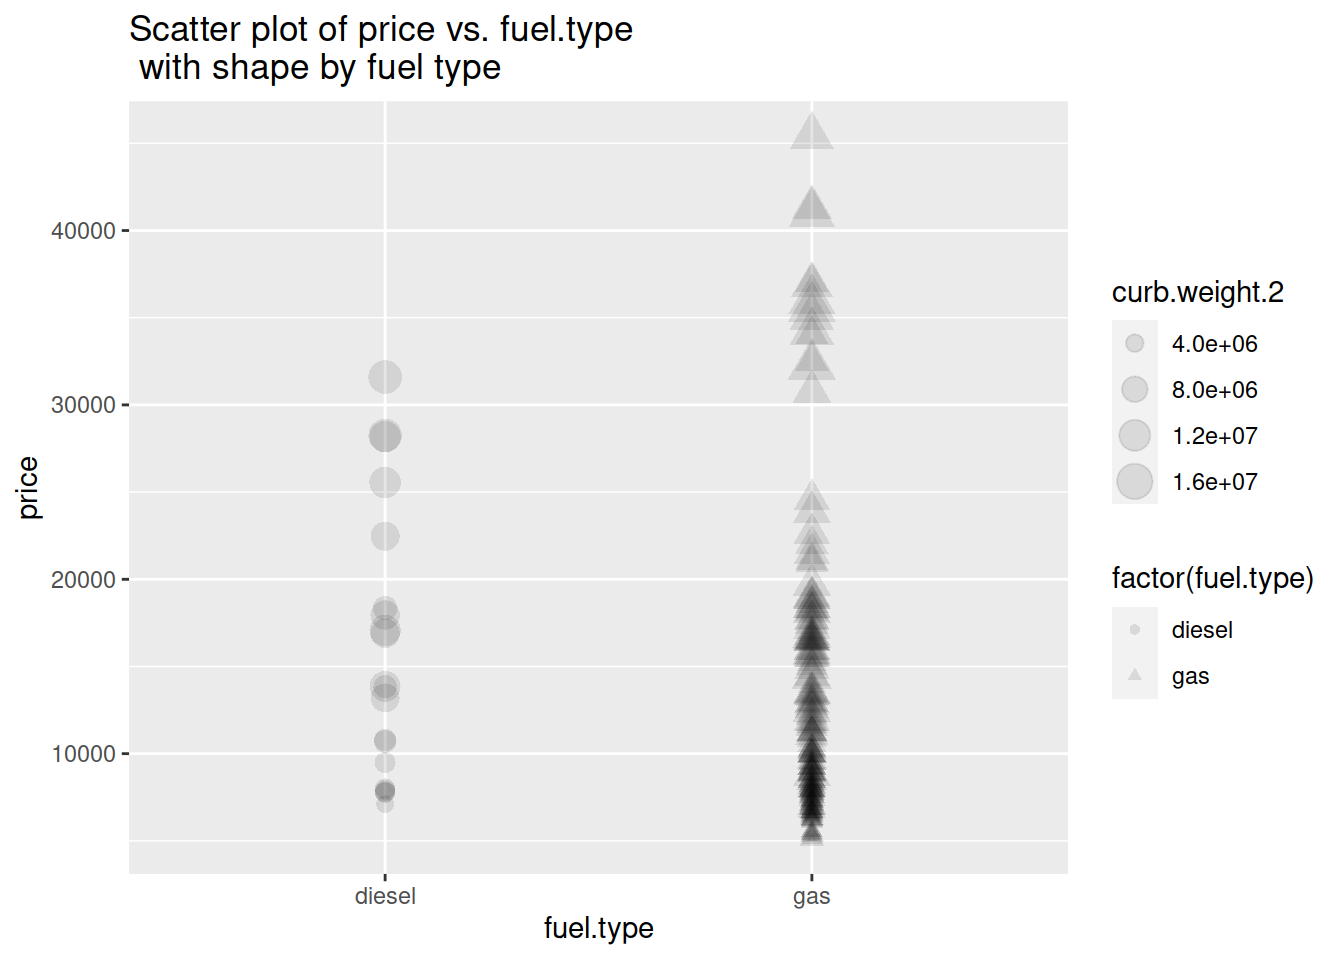 Scatter plot of price vs. fuel.type
with shape by fuel type
price
40000
30000
20000
10000
diesel
gas
fuel.type
curb.weight.2
4.0e+06
8.0e+06
1.2e+07
1.6e+07
factor(fuel.type)
diesel
gas